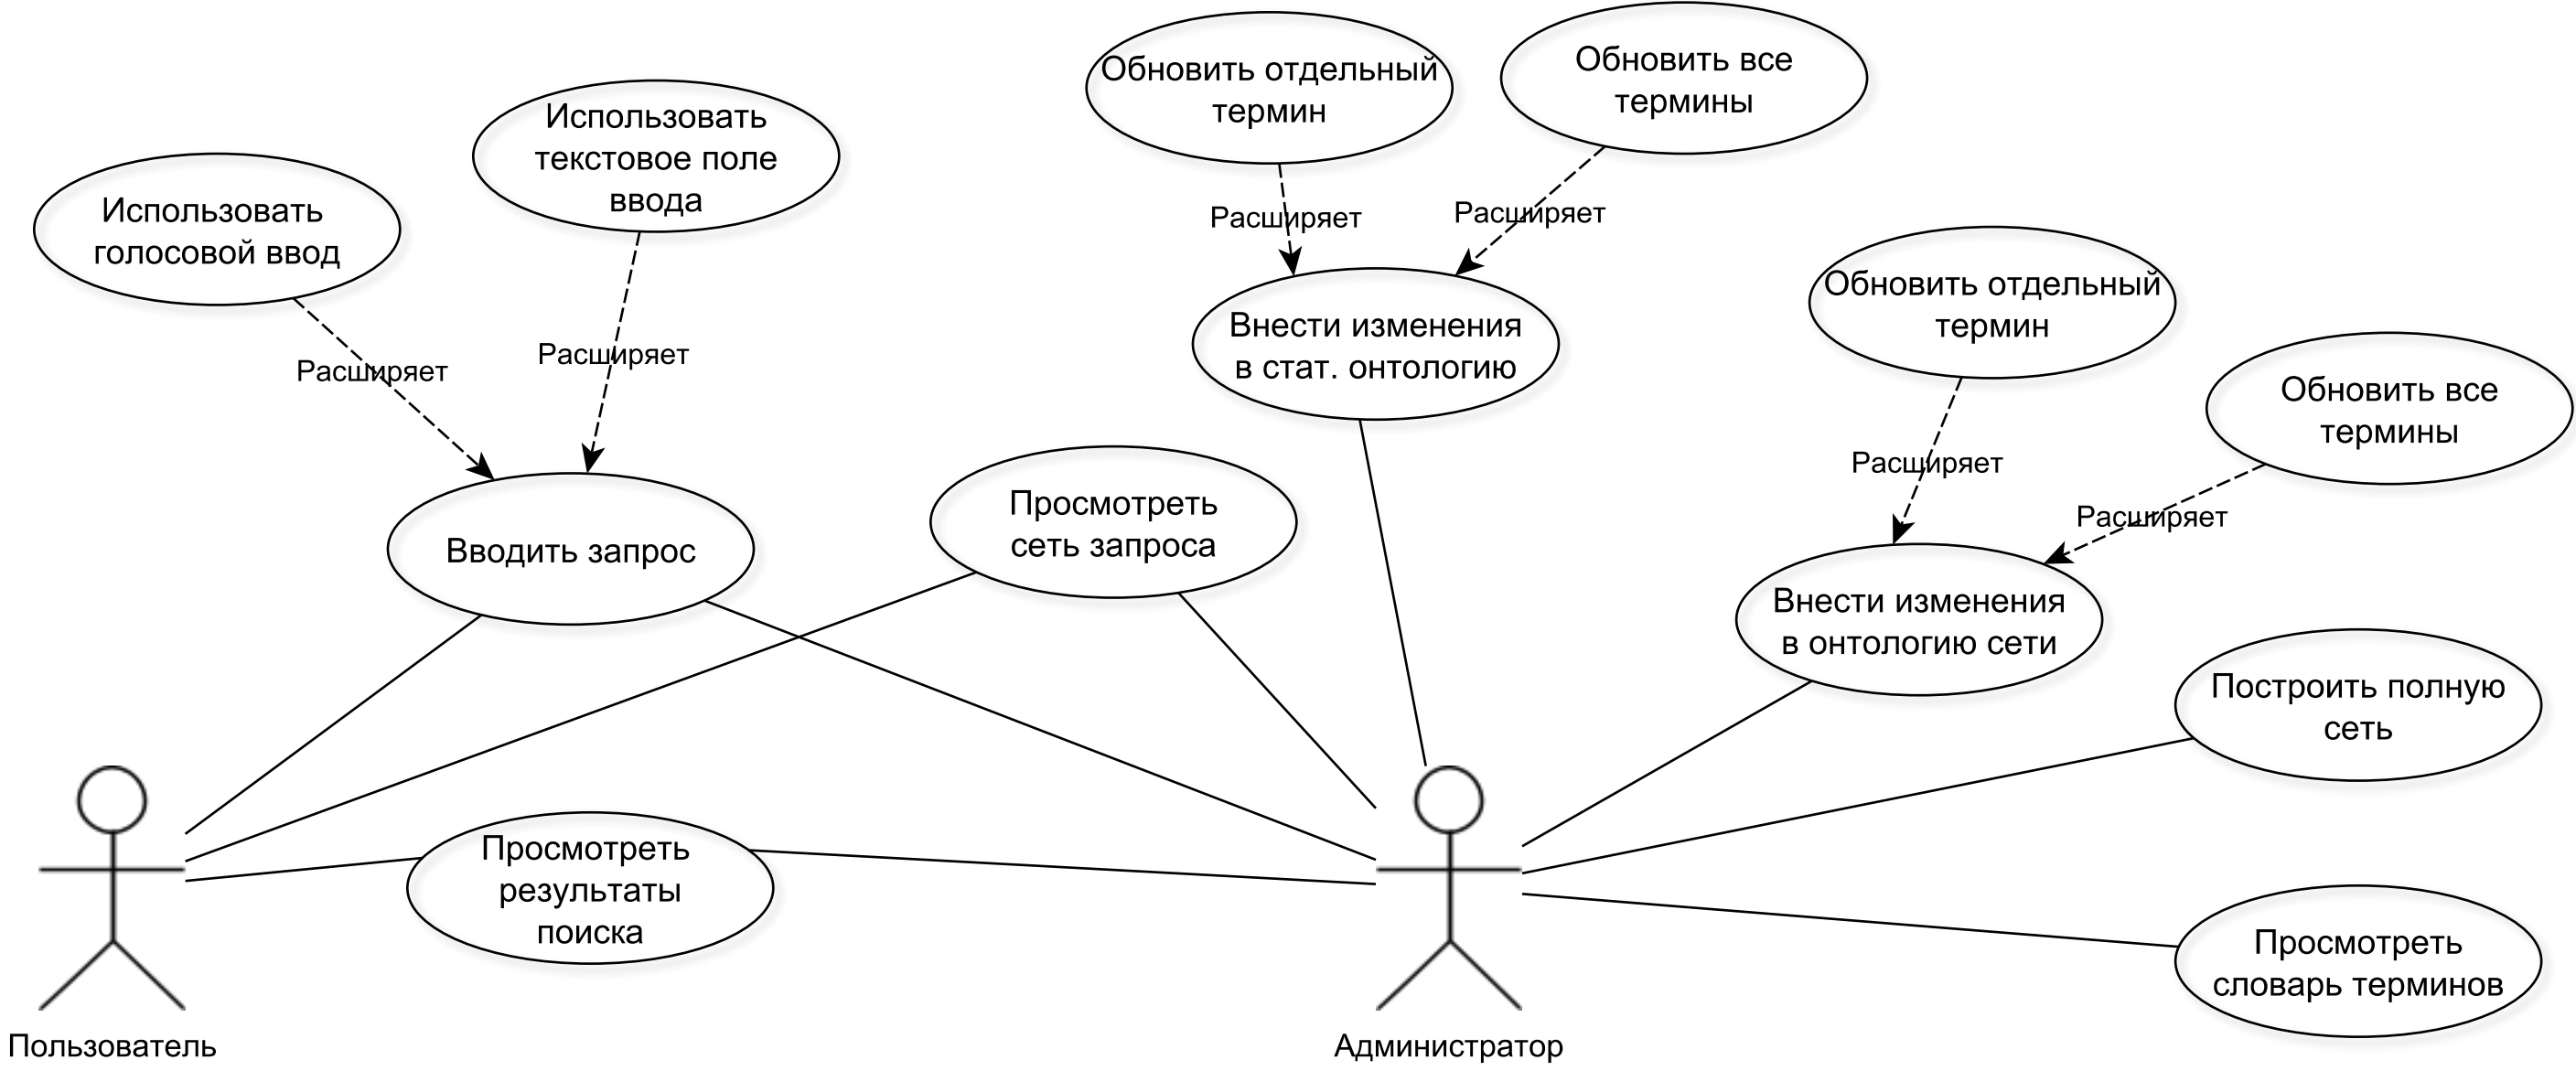 Обновить отдельный
термин
Обновить все
термины
Использовать
текстовое поле
ввода
Использовать
голосовой ввод
Расширяет
Расширяет
Обновить отдельный
термин
Внести изменения
в стат. онтологию
Расширяет
Расширяет
Обновить все
термины
Расширяет
Расширяет
Вводить запрос
Просмотреть
сеть запроса
Внести изменения
в онтологию сети
Построить полную
сеть
Просмотреть
результаты
поиска
Просмотреть
словарь терминов
Пользователь
Администратор